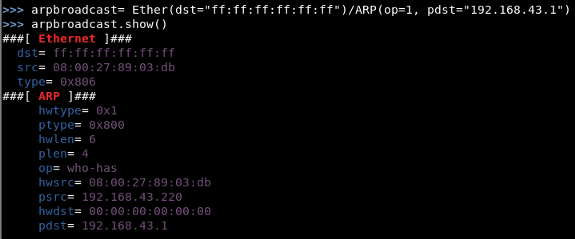 >>> arpbroadcast= Ether(dst="ff:ff:ff:ff:ff:ff")/ARP(op=1, pdst="192.168.43.1")
>>> arpbroadcast.show()
###[ Ethernet ]###
  dst= ff:ff:ff:ff:ff:ff
  src= 08:00:27:89:03:db
  type= 0x806
###[ ARP ]###
     hwtype= 0x1
     ptype= 0x800
     hwlen= 6
     plen= 4
     op= who-has
     hwsrc= 08:00:27:89:03:db
     psrc= 192.168.43.220
     hwdst= 00:00:00:00:00:00
     pdst= 192.168.43.1